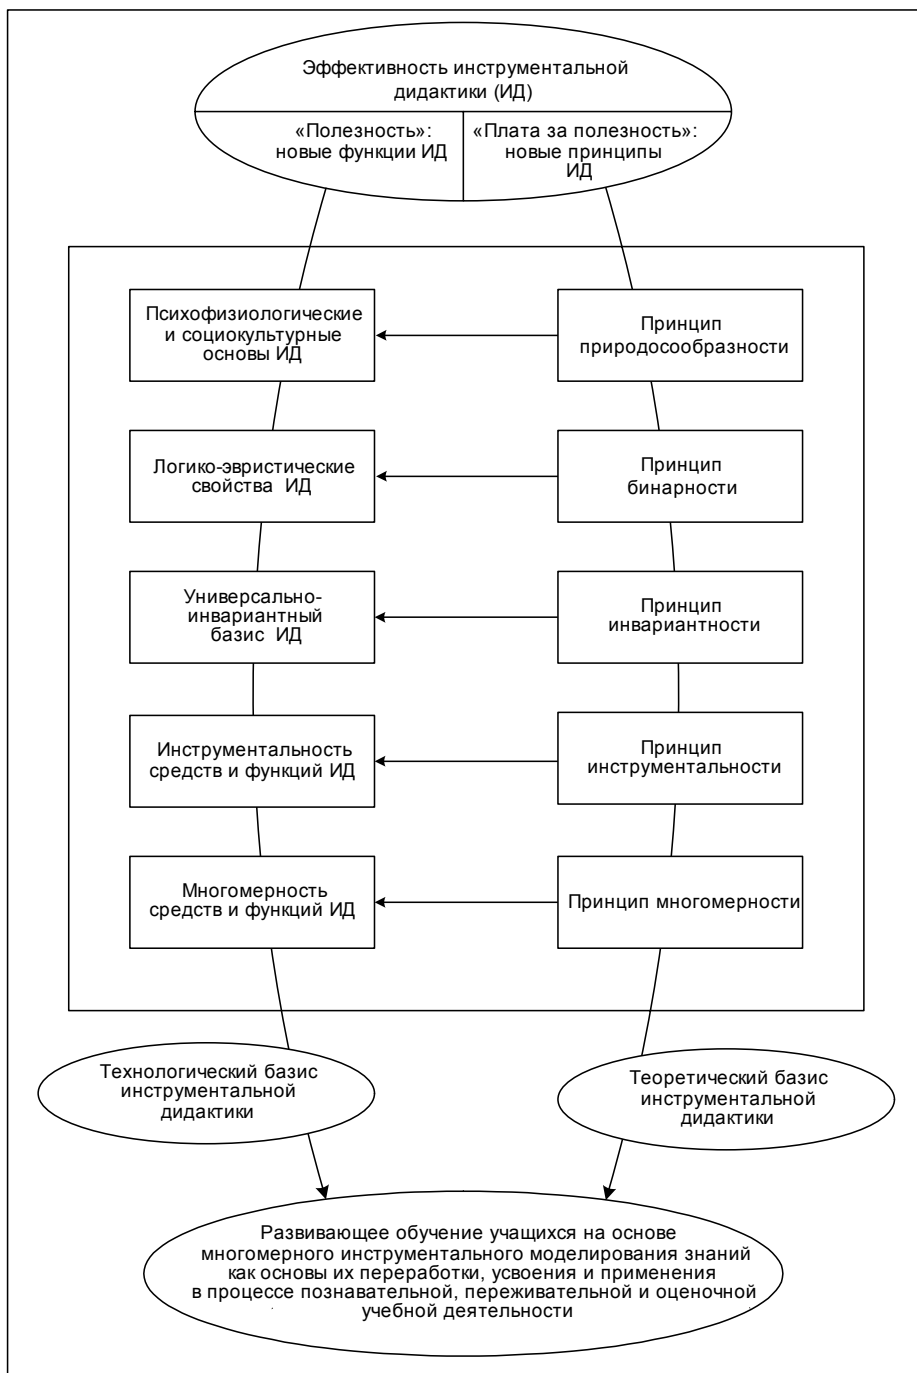 Эффективность инструментальной
дидактики (ИД)
«Полезность»:
новые функции ИД
«Плата за полезность»:
новые принципы
ИД
Психофизиологические
и социокультурные
основы ИД
Принцип
природосообразности
Логико-эвристические
свойства ИД
Принцип
бинарности
Универсально-
инвариантный
базис ИД
Принцип
инвариантности
Инструментальность
средств и функций ИД
Принцип
инструментальности
Многомерность
средств и функций ИД
Принцип многомерности
Технологический базис
инструментальной
дидактики
Теоретический базис
инструментальной
дидактики
Развивающее обучение учащихся на основе
многомерного инструментального моделирования знаний
как основы их переработки, усвоения и применения
в процессе познавательной, переживательной и оценочной
учебной деятельности